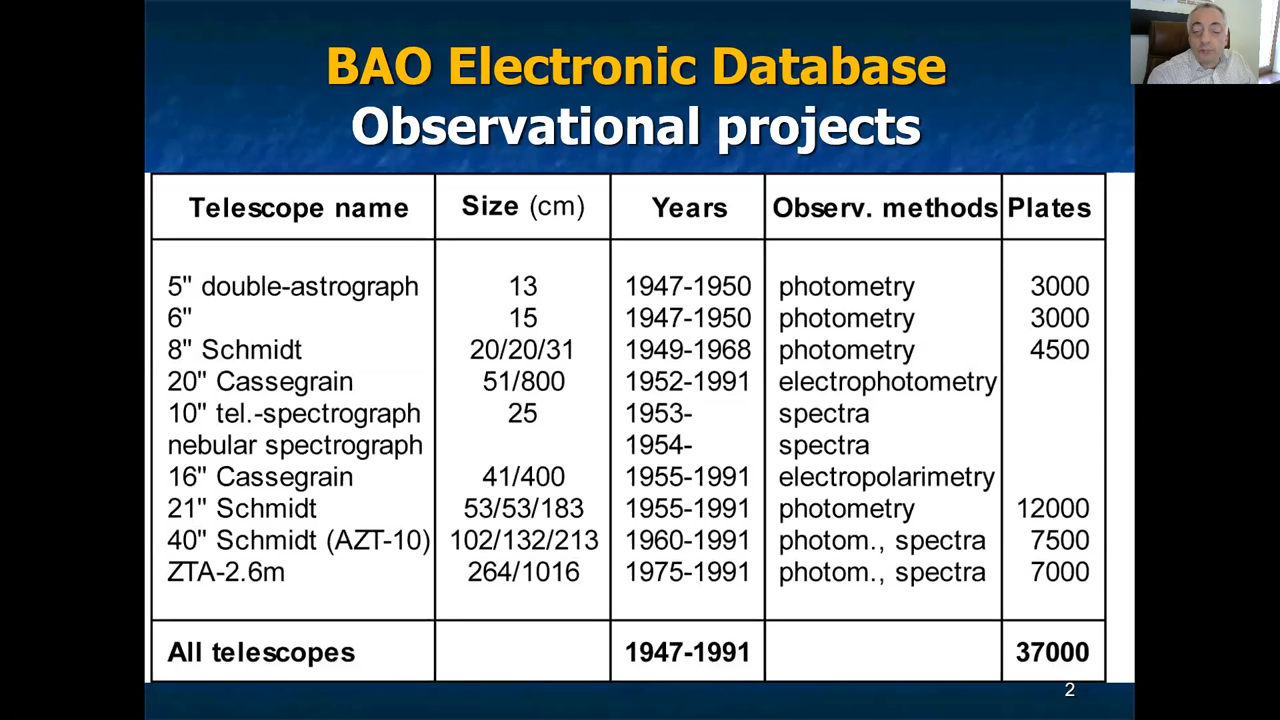 BAO Electronic Database
Observational projects
Telescope name Size (cm) Years Observ. methods Plates
5" double-astrograph 13 1947-1950 photometry 3000
6" 15 1947-1950 photometry 3000
8" Schmidt 20/20/31 1949-1968 photometry 4500
20" Cassegrain 51/800 1952-1991 electrophotometry
10" tel.-spectrograph 25 1953- spectra
nebular spectrograph 1954- spectra
16" Cassegrain 41/400 1955-1991 electropolarimetry
21" Schmidt 53/53/183 1955-1991 photometry 12000
40" Schmidt (AZT-10) 102/132/213 1960-1991 photom., spectra 7500
ZTA-2.6m 264/1016 1975-1991 photom., spectra 7000
All telescopes 1947-1991 37000
2